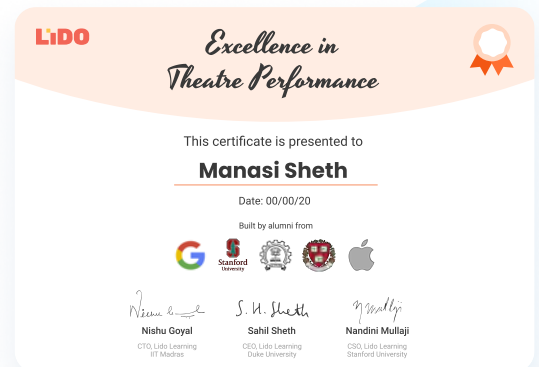 LiDO
Excellence in
Theatre Performance
This certificate is presented to
Manasi Sheth
Date: 00/00/20
Built by alumni from
Stanford
University
S. H. Sheth
Nishu Goyal
Sahil Sheth
Nandini Mullaji
CTO, Lido Learning
CEO, Lido Learning
CSO, Lido Learning
IIT Madras
Duke University
Stanford University